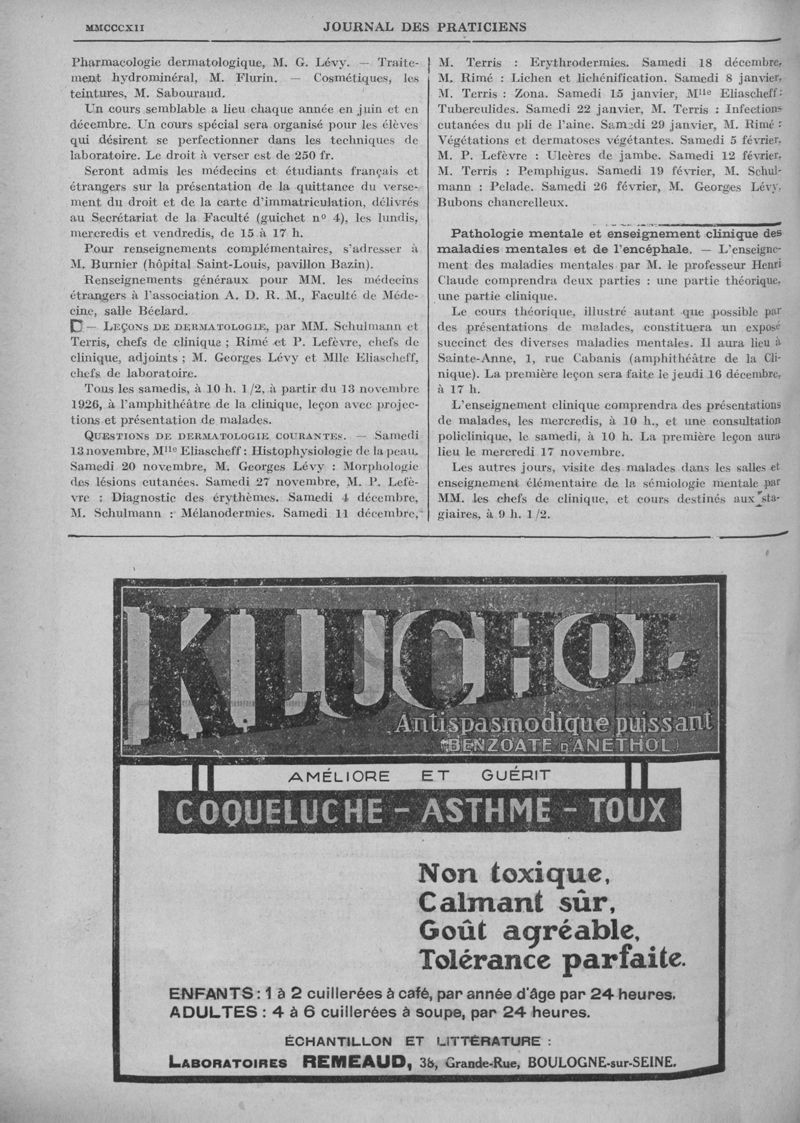 MMCCCXII
JOURNAL DES PRATICIENS
Pharmacologie dermatologique, M. G. Lévy. — Traite-
ment hydrominéral, M. Flurin. — Cosmétiques, les
teintures, M. Sabouraud.
Un cours semblable a lieu chaque année en juin et en
décembre. Un cours spécial sera organisé pour les élèves
qui désirent se perfectionner dans les techniques de
laboratoire. Le droit à verser est de 250 fr.
Seront admis les médecins et étudiants français et
étrangers sur la présentation de la quittance du verse-
ment du droit et de la carte d'immatriculation, délivrés
au Secrétariat de la Faculté (guichet nº 4), les lundis,
mercredis et vendredis, de 15 à 17 h.
Pour renseignements complémentaires, s'adresser à
M. Burnier (hôpital Saint-Louis, pavillon Bazin).
Renseignements généraux pour MM. les médecins
étrangers à l'association A. D. R. M., Faculté de Méde-
cine, salle Béclard.
— LEÇONS DE DERMATOLOGIE, par MM. Schulmann et
Terris, chefs de clinique ; Rimé et P. Lefèvre, chefs de
clinique, adjoints ; M. Georges Lévy et Mlle Eliascheff,
chefs de laboratoire.
Tous les samedis, à 10 h. 1/2, à partir du 13 novembre
1926, à l'amphithéâtre de la clinique, leçon avec projec-
tions et présentation de malades.
QUESTIONS DE DERMATOLOGIE COURANTES. — Samedi
13 novembre, Mlle Eliascheff : Histophysiologie de la peau.
Samedi 20 novembre, M. Georges Lévy : Morphologie
des lésions cutanées. Samedi 27 novembre, M. P. Lefè-
vre : Diagnostic des érythèmes. Samedi 4 décembre,
M. Schulmann : Mélanodermies. Samedi 11 décembre,
M. Terris : Erythrodermies. Samedi 18 décembre,
M. Rimé : Lichen et lichénification. Samedi 8 janvier,
M. Terris : Zona. Samedi 15 janvier, Mlle Eliascheff :
Tuberculides. Samedi 22 janvier, M. Terris : Infections
cutanées du pli de l'aine. Samedi 29 janvier, M. Rimé :
Végétations et dermatoses végétantes. Samedi 5 février,
M. P. Lefèvre : Ulcères de jambe. Samedi 12 février,
M. Terris : Pemphigus. Samedi 19 février, M. Schul-
mann : Pelade. Samedi 26 février, M. Georges Lévy,
Bubons chancrelleux.
Pathologie mentale et enseignement clinique des
maladies mentales et de l'encéphale. — L'enseigne-
ment des maladies mentales par M. le professeur Henri
Claude comprendra deux parties : une partie théorique,
une partie clinique.
Le cours théorique, illustré autant que possible par
des présentations de malades, constituera un exposé
succinct des diverses maladies mentales. Il aura lieu à
Sainte-Anne, 1, rue Cabanis (amphithéâtre de la Cli-
nique). La première leçon sera faite le jeudi 16 décembre,
à 17 h.
L'enseignement clinique comprendra des présentations
de malades, les mercredis, à 10 h., et une consultation
policlinique, le samedi, à 10 h. La première leçon aura
lieu le mercredi 17 novembre.
Les autres jours, visite des malades dans les salles et
enseignement élémentaire de la sémiologie mentale par
MM. les chefs de clinique, et cours destinés aux sta-
giaires, à 9 h. 1/2.
KLUCHOL
Antispasmodique puissant
(BENZOATE D'ANETHOL)
AMÉLIORE ET GUÉRIT
COQUELUCHE - ASTHME - TOUX
Non toxique,
Calmant sûr,
Goût agréable,
Tolérance parfaite.
ENFANTS : 1 à 2 cuillerées à café, par année d'âge par 24 heures.
ADULTES : 4 à 6 cuillerées à soupe, par 24 heures.
ÉCHANTILLON ET LITTÉRATURE :
LABORATOIRES REMEAUD, 38, Grande-Rue, BOULOGNE-sur-SEINE.